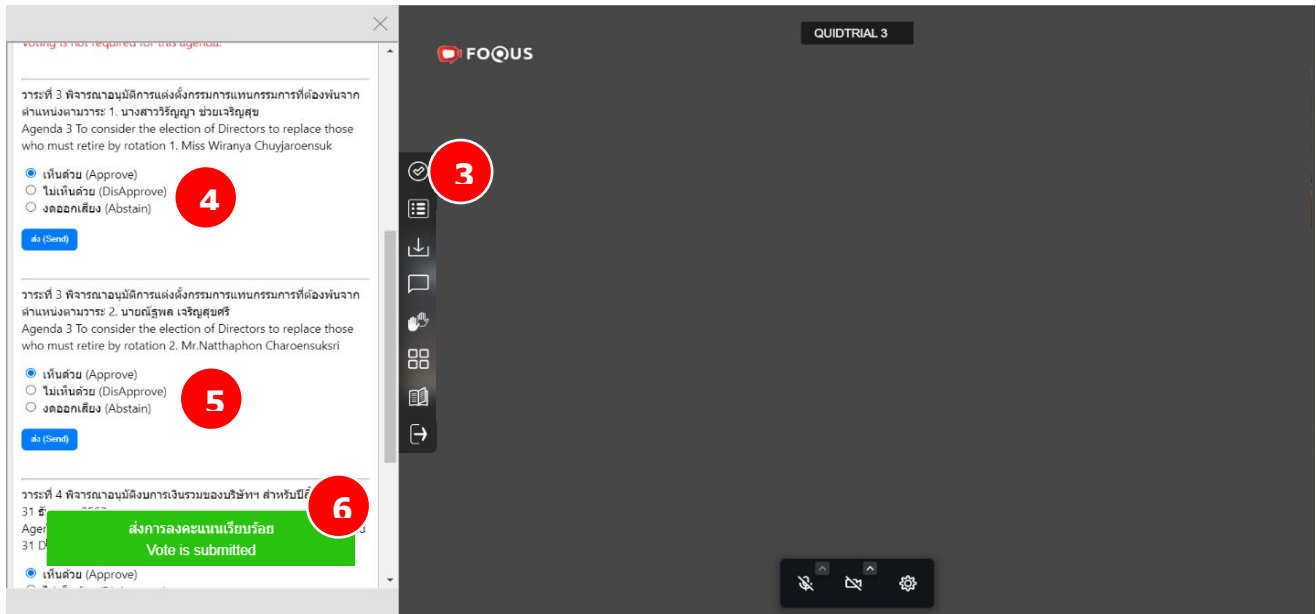 Voting is not required for this agenda.
วาระที่ 3 พิจารณาอนุมัติการแต่งตั้งกรรมการแทนกรรมการที่ต้องพ้นจาก
ตำแหน่งตามวาระ 1. นางสาววิรัญญา ช่วยเจริญสุข
Agenda 3 To consider the election of Directors to replace those
who must retire by rotation 1. Miss Wiranya Chuyjaroensuk
เห็นด้วย (Approve)
ไม่เห็นด้วย (DisApprove)
งดออกเสียง (Abstain)
4
ส่ง (Send)
วาระที่ 3 พิจารณาอนุมัติการแต่งตั้งกรรมการแทนกรรมการที่ต้องพ้นจาก
ตำแหน่งตามวาระ 2. นายณัฐพล เจริญสุขศรี
Agenda 3 To consider the election of Directors to replace those
who must retire by rotation 2. Mr.Natthaphon Charoensuksri
เห็นด้วย (Approve)
ไม่เห็นด้วย (DisApprove)
งดออกเสียง (Abstain)
5
ส่ง (Send)
วาระที่ 4 พิจารณาอนุมัติงบการเงินรวมของบริษัทฯ สำหรับ
31
31
6
ส่งการลงคะแนนเรียบร้อย
Vote is submitted
เห็นด้วย (Approve)
FOQUS
QUIDTRIAL 3
3